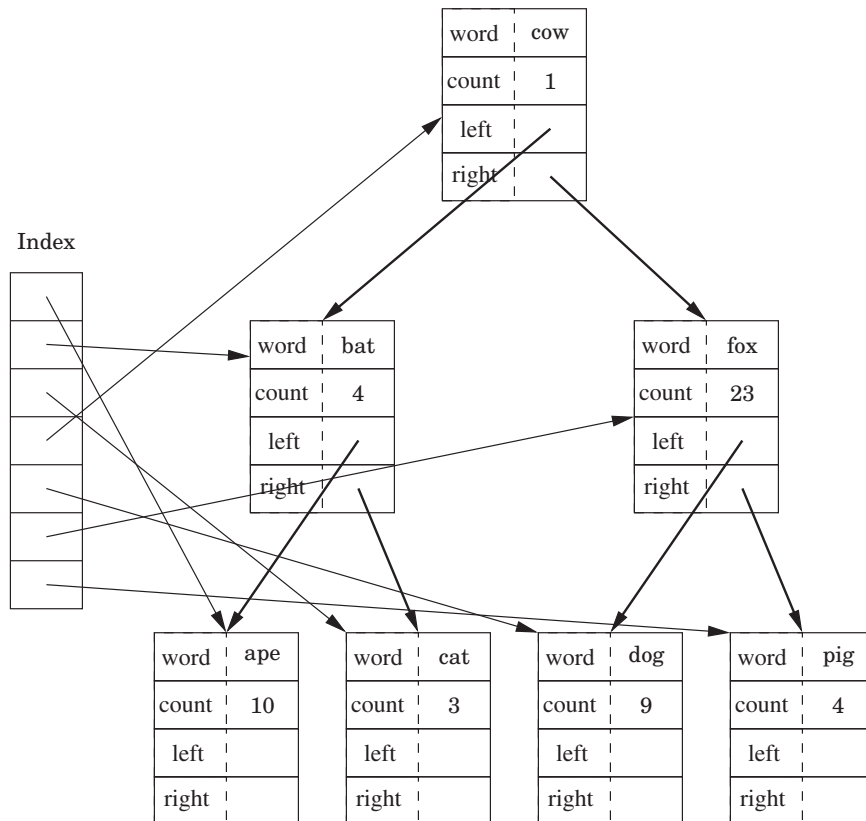 word cow
count 1
left
right
Index
word bat
count 4
left
right
word fox
count 23
left
right
word ape
count 10
left
right
word cat
count 3
left
right
word dog
count 9
left
right
word pig
count 4
left
right